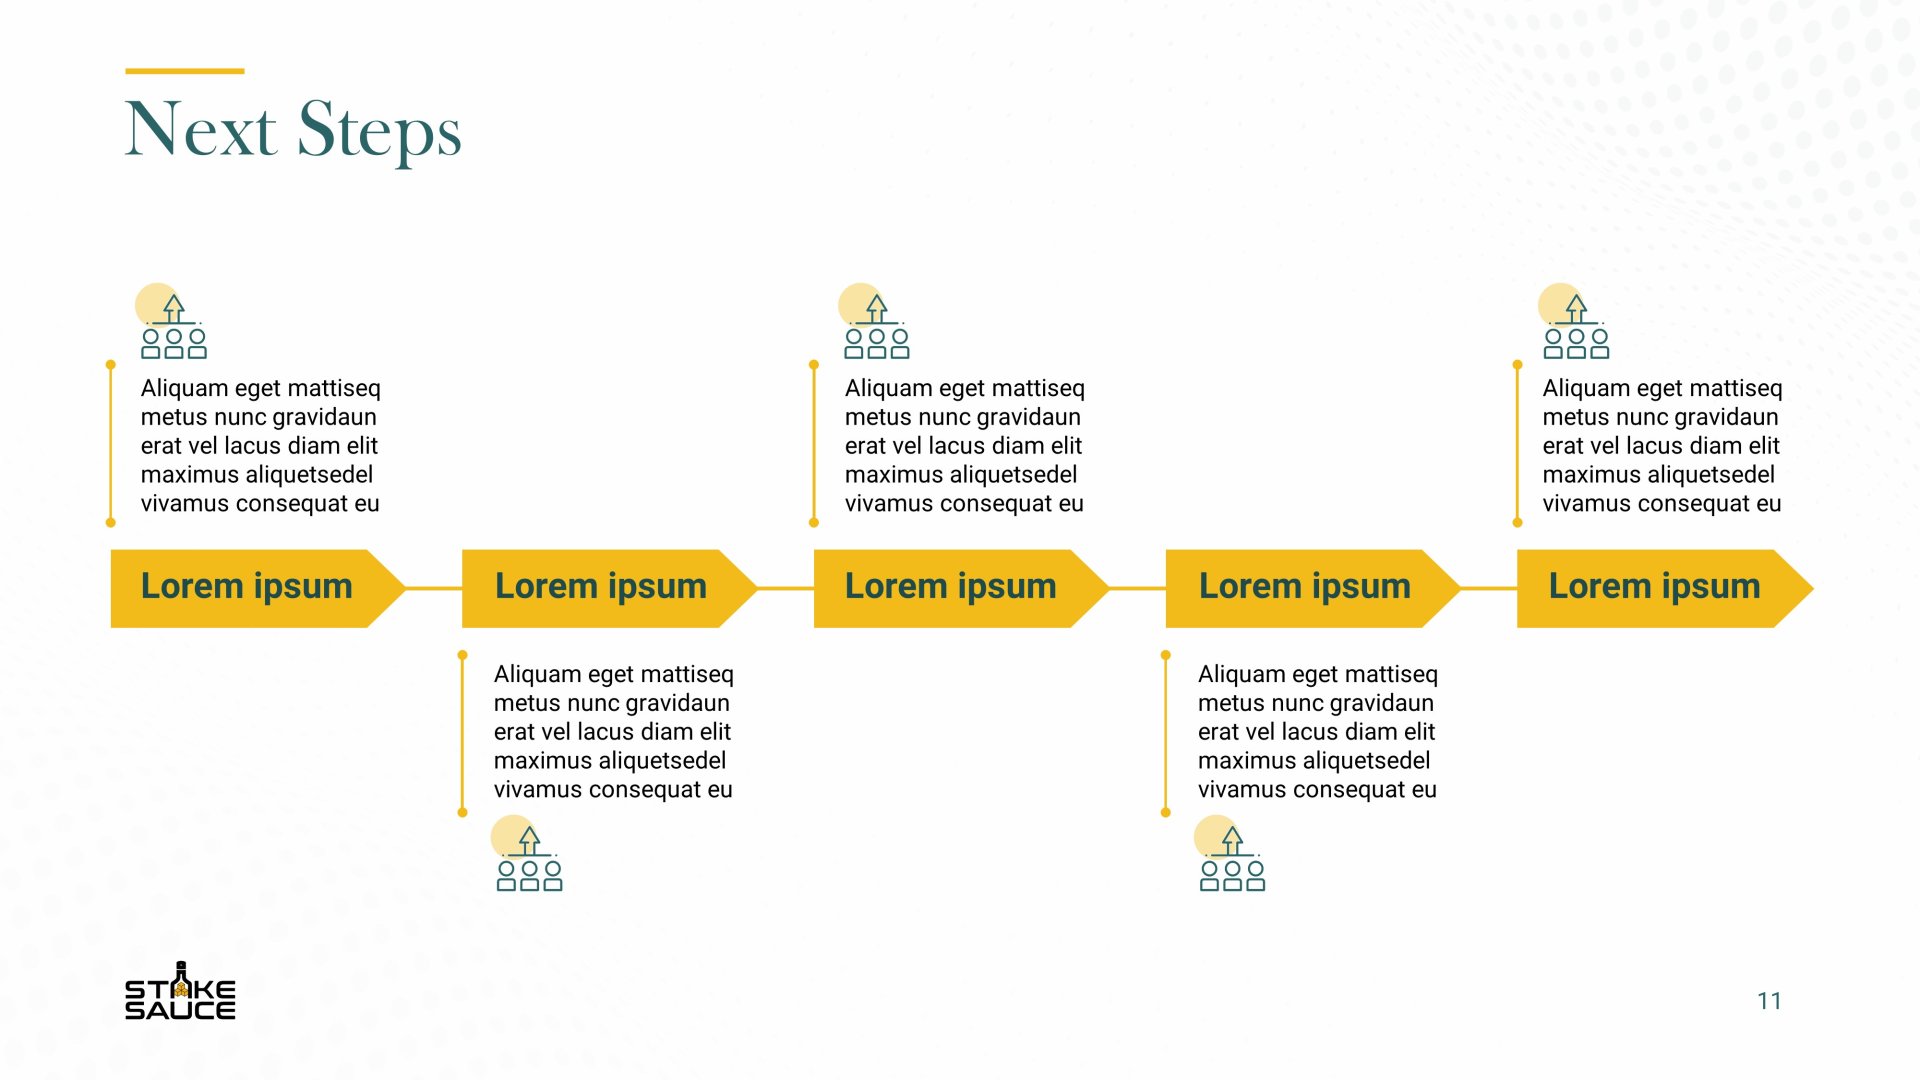 Next Steps
Aliquam eget mattiseq
metus nunc gravidaun
erat vel lacus diam elit
maximus aliquetsedel
vivamus consequat eu
Aliquam eget mattiseq
metus nunc gravidaun
erat vel lacus diam elit
maximus aliquetsedel
vivamus consequat eu
Aliquam eget mattiseq
metus nunc gravidaun
erat vel lacus diam elit
maximus aliquetsedel
vivamus consequat eu
Lorem ipsum
Lorem ipsum
Lorem ipsum
Lorem ipsum
Lorem ipsum
Aliquam eget mattiseq
metus nunc gravidaun
erat vel lacus diam elit
maximus aliquetsedel
vivamus consequat eu
Aliquam eget mattiseq
metus nunc gravidaun
erat vel lacus diam elit
maximus aliquetsedel
vivamus consequat eu
STAKE
SAUCE
11